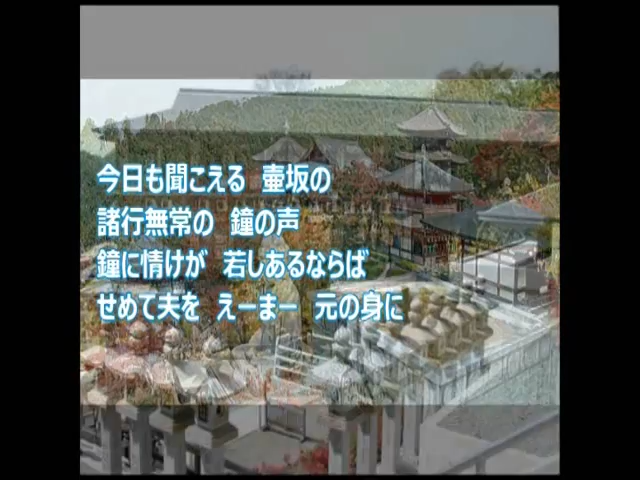 今日も聞こえる　壷坂の
諸行無常の　鐘の声
鐘に情けが　若しあるならば
せめて夫を　えーまー　元の身に